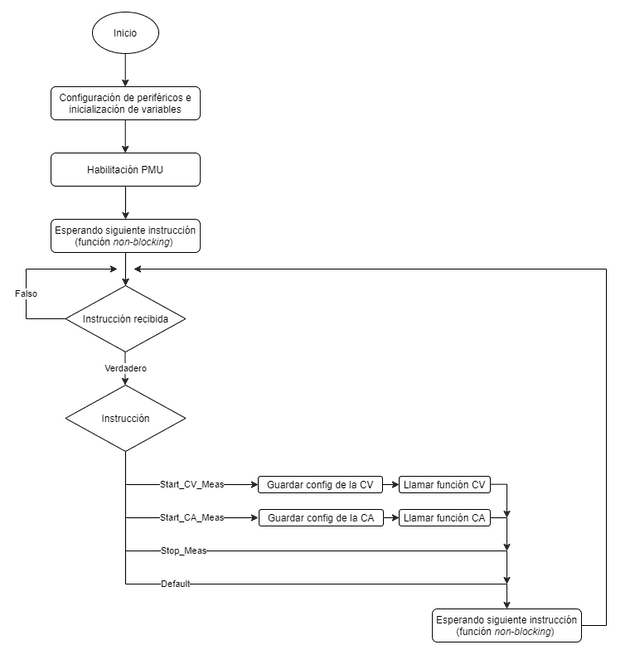 Inicio
Configuración de periféricos e
inicialización de variables
Habilitación PMU
Esperando siguiente instrucción
(función non-blocking)
Falso
Instrucción recibida
Verdadero
Instrucción
Start_CV_Meas
Guardar config de la CV
Llamar función CV
Start_CA_Meas
Guardar config de la CA
Llamar función CA
Stop_Meas
Default
Esperando siguiente instrucción
(función non-blocking)